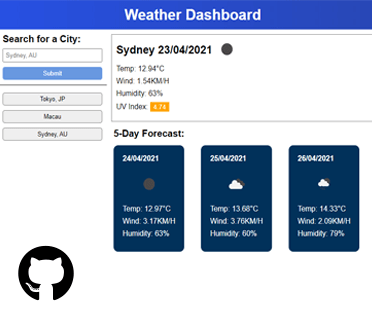 Weather Dashboard
Search for a City:
Sydney, AU
Submit
Tokyo, JP
Macau
Sydney, AU
Sydney 23/04/2021
Temp: 12.94°C
Wind: 1.54KM/H
Humidity: 63%
UV Index: 4.74
5-Day Forecast:
24/04/2021
Temp: 12.97°C
Wind: 3.17KM/H
Humidity: 63%
25/04/2021
Temp: 13.68°C
Wind: 3.76KM/H
Humidity: 60%
26/04/2021
Temp: 14.33°C
Wind: 2.09KM/H
Humidity: 79%